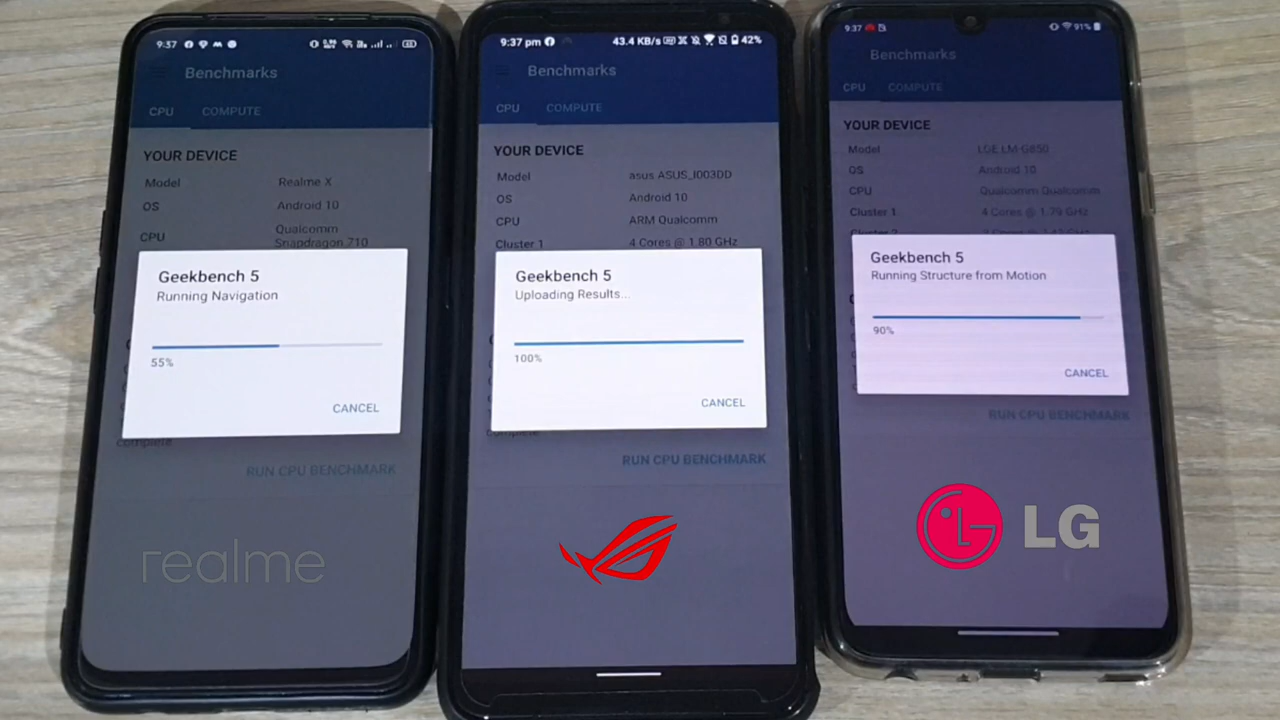 9:37
Benchmarks
CPU COMPUTE
YOUR DEVICE
Model Realme X
OS Android 10
CPU Qualcomm Snapdragon 710
Geekbench 5
Running Navigation
55%
CANCEL
complete
RUN CPU BENCHMARK
realme
9:37 pm 43.4 KB/s 42%
Benchmarks
CPU COMPUTE
YOUR DEVICE
Model asus ASUS_I003DD
OS Android 10
CPU ARM Qualcomm
Cluster 1 4 Cores @ 1.80 GHz
Geekbench 5
Uploading Results...
100%
CANCEL
RUN CPU BENCHMARK
9:37 91%
Benchmarks
CPU COMPUTE
YOUR DEVICE
Model LGE LM-G850
OS Android 10
CPU Qualcomm Qualcomm
Cluster 1 4 Cores @ 1.79 GHz
Geekbench 5
Running Structure from Motion
90%
CANCEL
RUN CPU BENCHMARK
LG